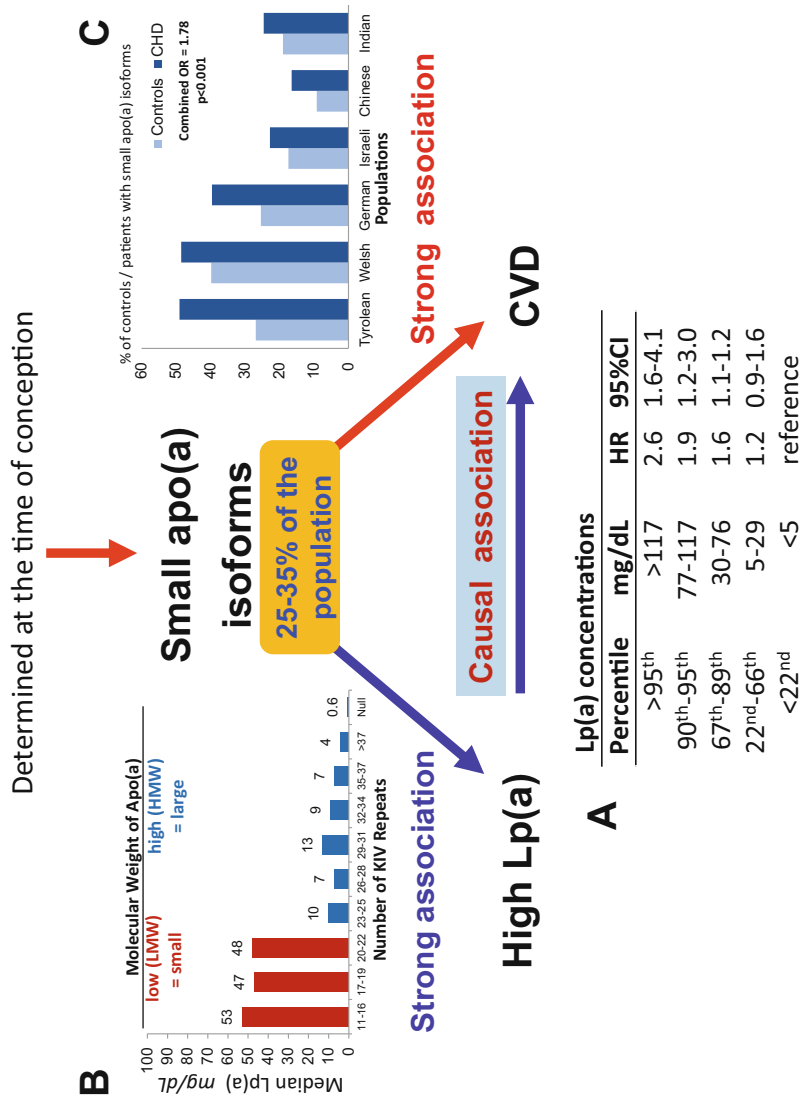 Determined at the time of conception
B
Molecular Weight of Apo(a)
low (LMW)
= small
high (HMW)
= large
Median Lp(a) mg/dL
100
90
80
70
60
50
40
30
20
10
0
53
47
48
10
7
13
9
7
4
0.6
11-16
17-19
20-22
23-25
26-28
29-31
32-34
35-37
>37
Null
Number of KIV Repeats
Small apo(a)
isoforms
25-35% of the
population
C
% of controls / patients with small apo(a) isoforms
Controls CHD
Combined OR = 1.78
p<0.001
60
50
40
30
20
10
0
Tyrolean
Welsh
German
Israeli
Chinese
Indian
Populations
Strong association
Strong association
High Lp(a)
Causal association
CVD
A
Lp(a) concentrations
Percentile mg/dL HR 95%CI
>95th >117 2.6 1.6-4.1
90th-95th 77-117 1.9 1.2-3.0
67th-89th 30-76 1.6 1.1-1.2
22nd-66th 5-29 1.2 0.9-1.6
<22nd <5 reference